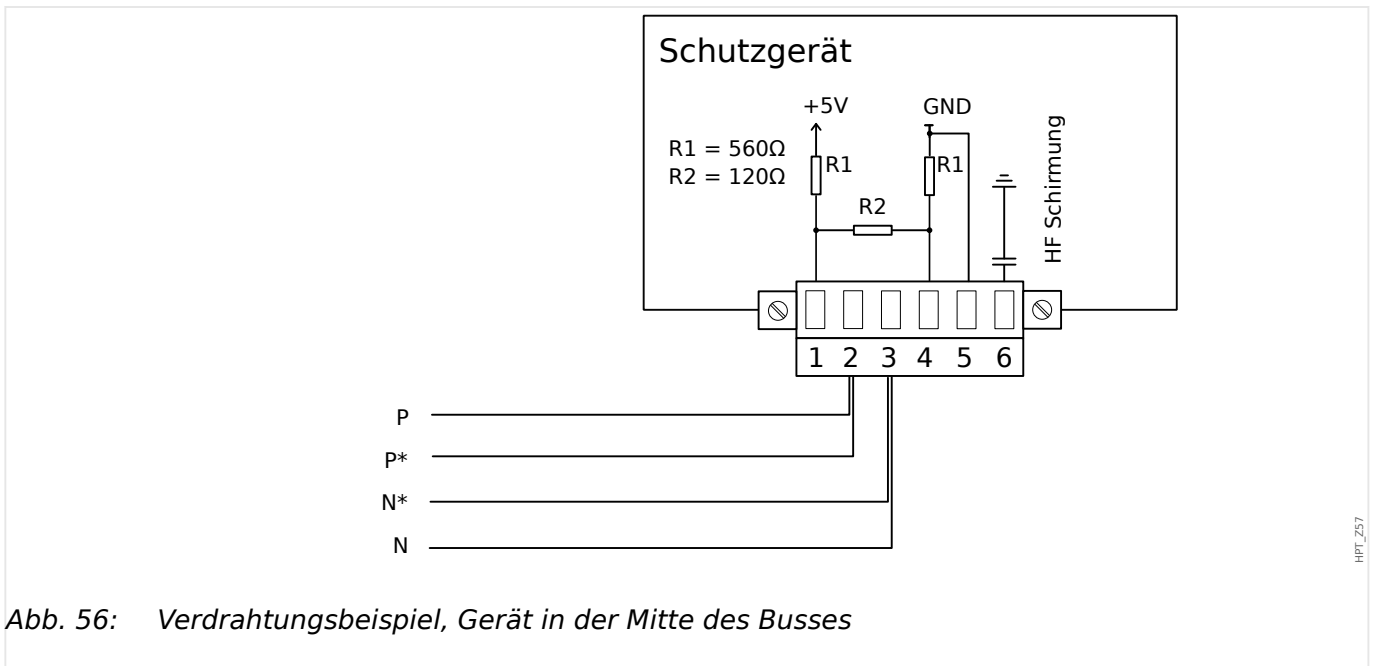 Schutzgerät
+5V GND
R1 = 560Ω
R2 = 120Ω
R1 R1
R2
HF Schirmung
1 2 3 4 5 6
P
P*
N*
N
HPT_Z57
Abb. 56: Verdrahtungsbeispiel, Gerät in der Mitte des Busses